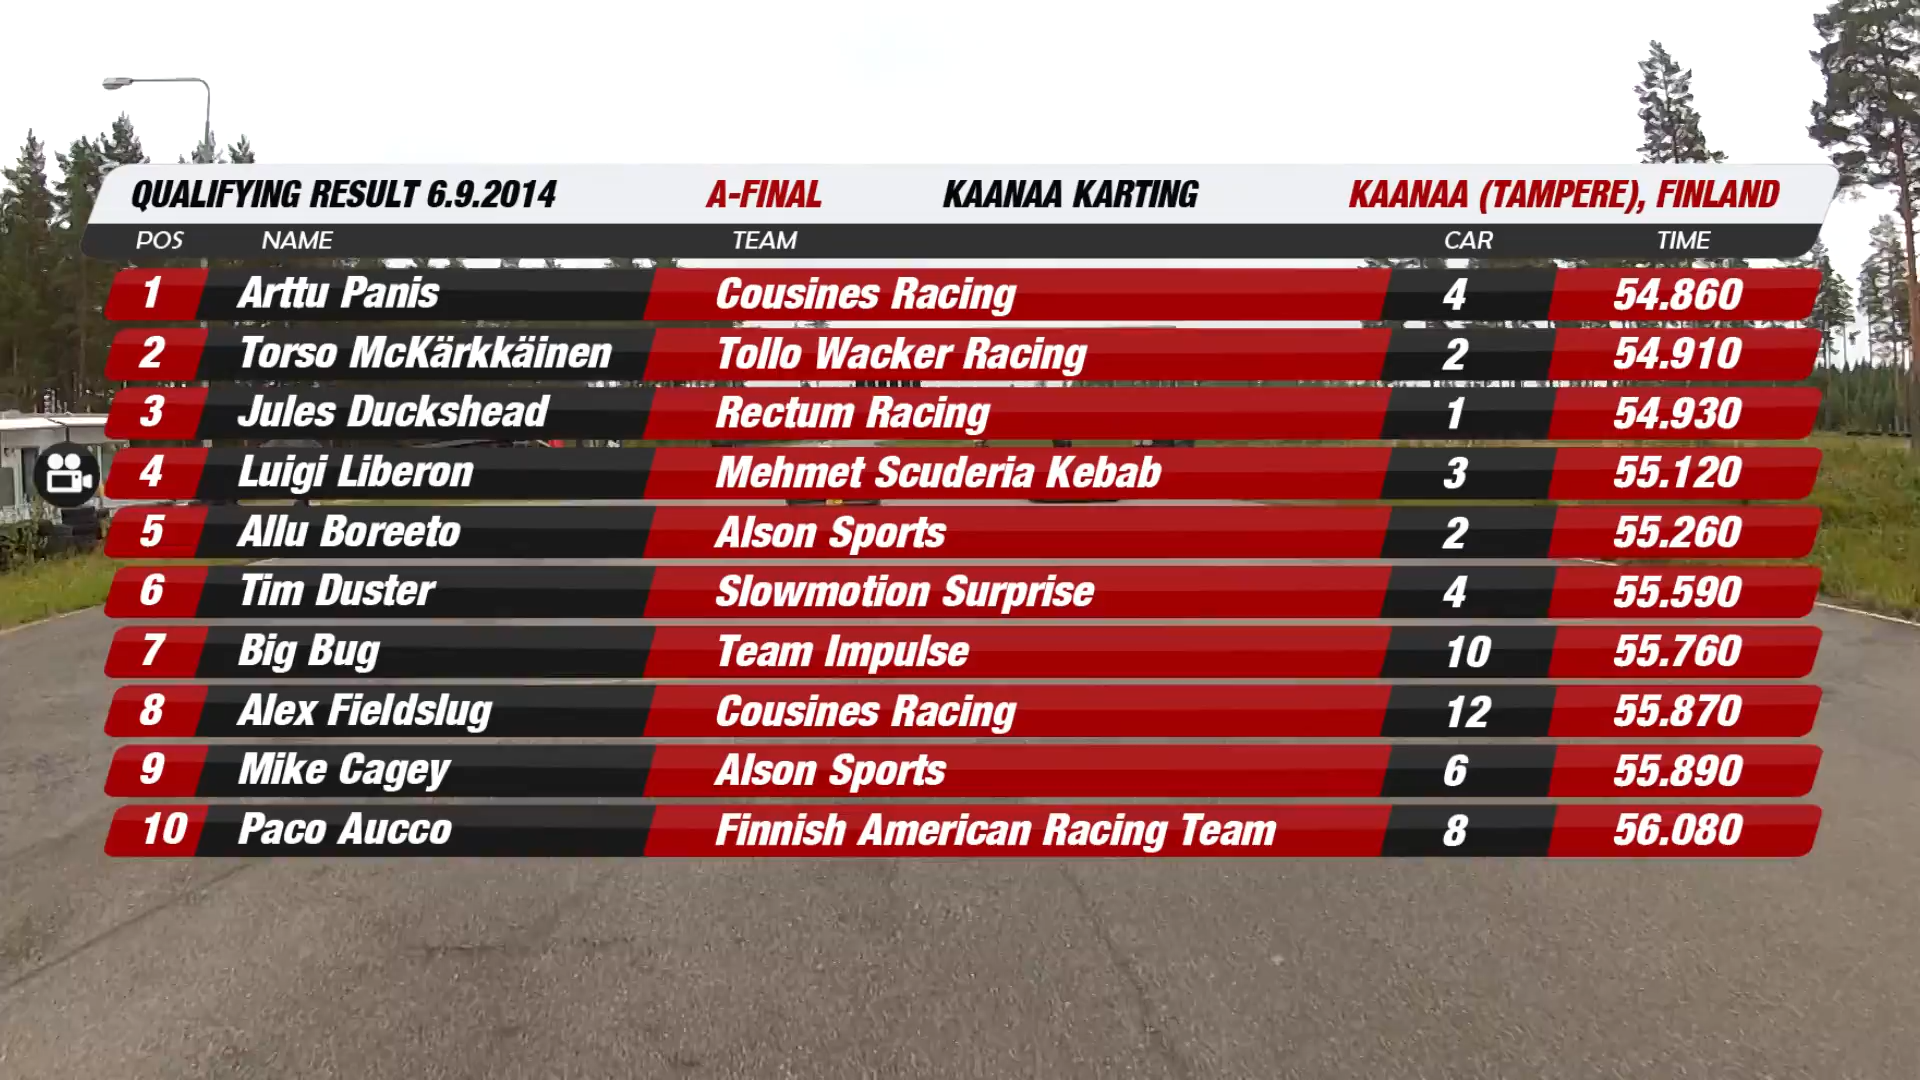 QUALIFYING RESULT 6.9.2014 A-FINAL KAANAA KARTING KAANAA (TAMPERE), FINLAND
POS NAME TEAM CAR TIME
1 Arttu Panis Cousines Racing 4 54.860
2 Torso McKärkkäinen Tollo Wacker Racing 2 54.910
3 Jules Duckshead Rectum Racing 1 54.930
4 Luigi Liberon Mehmet Scuderia Kebab 3 55.120
5 Allu Boreeto Alson Sports 2 55.260
6 Tim Duster Slowmotion Surprise 4 55.590
7 Big Bug Team Impulse 10 55.760
8 Alex Fieldslug Cousines Racing 12 55.870
9 Mike Cagey Alson Sports 6 55.890
10 Paco Aucco Finnish American Racing Team 8 56.080